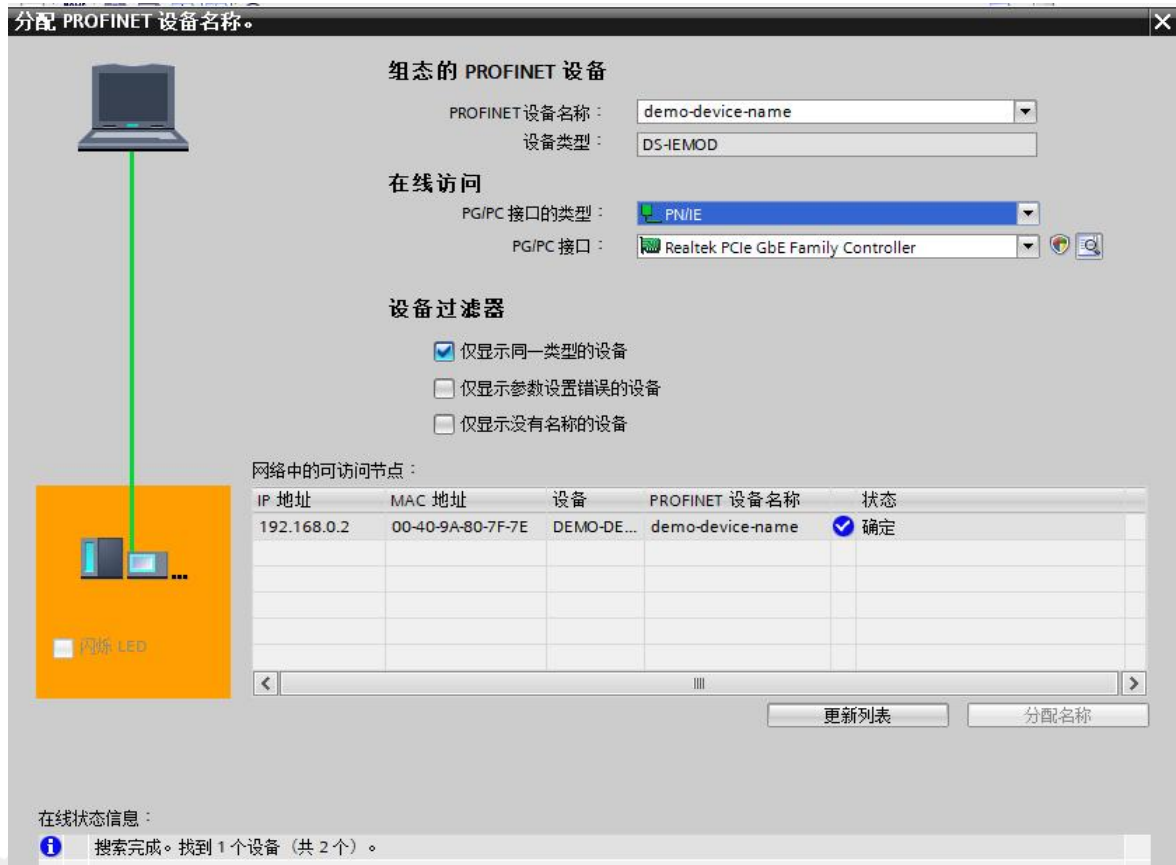 分配 PROFINET 设备名称。
组态的 PROFINET 设备
PROFINET设备名称： demo-device-name
设备类型： DS-IEMOD
在线访问
PG/PC 接口的类型： PN/IE
PG/PC 接口： Realtek PCIe GbE Family Controller
设备过滤器
仅显示同一类型的设备
仅显示参数设置错误的设备
仅显示没有名称的设备
网络中的可访问节点：
IP 地址 MAC 地址 设备 PROFINET 设备名称 状态
192.168.0.2 00-40-9A-80-7F-7E DEMO-DE... demo-device-name 确定
闪烁 LED
更新列表 分配名称
在线状态信息：
搜索完成。找到 1 个设备（共 2 个）。